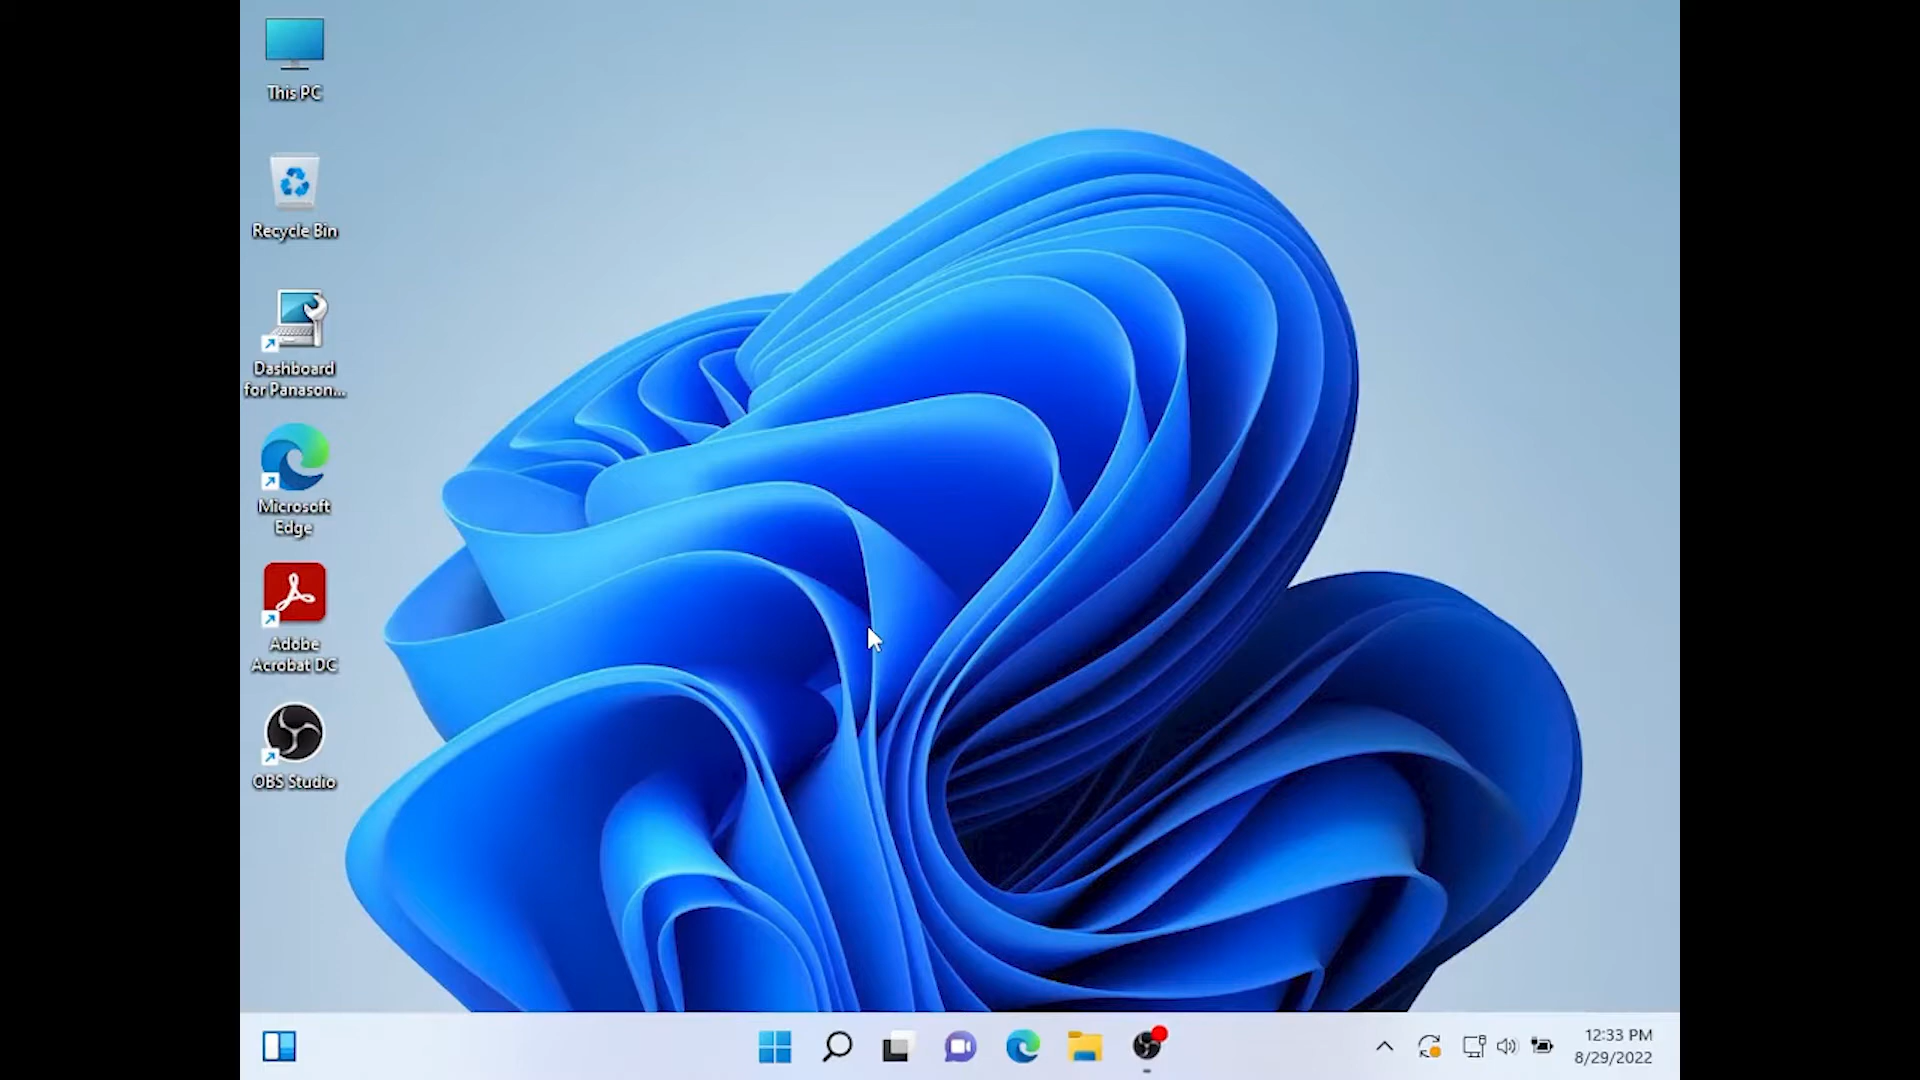 This PC
Recycle Bin
Dashboard
for Panason...
Microsoft
Edge
Adobe
Acrobat DC
OBS Studio
12:33 PM
8/29/2022